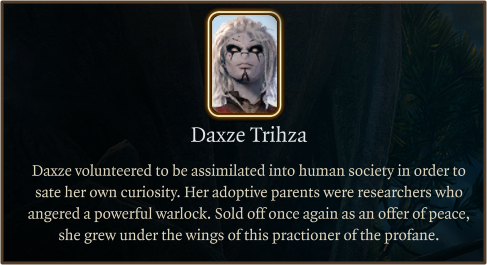 Daxze Trihza
Daxze volunteered to be assimilated into human society in order to
sate her own curiosity. Her adoptive parents were researchers who
angered a powerful warlock. Sold off once again as an offer of peace,
she grew under the wings of this practioner of the profane.